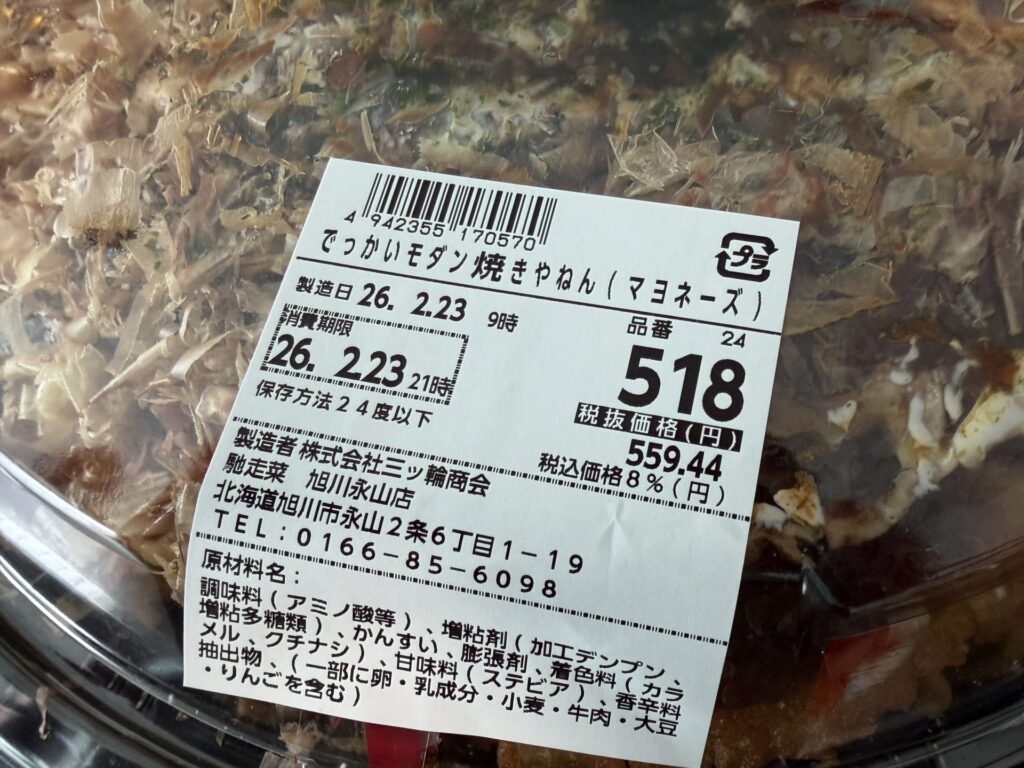 4 942355 170570
プラ
でっかいモダン焼きやねん(マヨネーズ)
製造日 26. 2.23 9時
品番 24
消費期限
26. 2.23 21時
518
税抜価格(円)
保存方法24度以下
559.44
税込価格8%(円)
製造者 株式会社三ッ輪商会
馳走菜 旭川永山店
北海道旭川市永山2条6丁目1-19
TEL:0166-85-6098
原材料名:
調味料(アミノ酸等)、増粘剤(加工デンプン、
増粘多糖類)、かんすい、膨張剤、着色料(カラ
メル、クチナシ)、甘味料(ステビア)、香辛料
抽出物、(一部に卵・乳成分・小麦・牛肉・大豆
・りんごを含む)